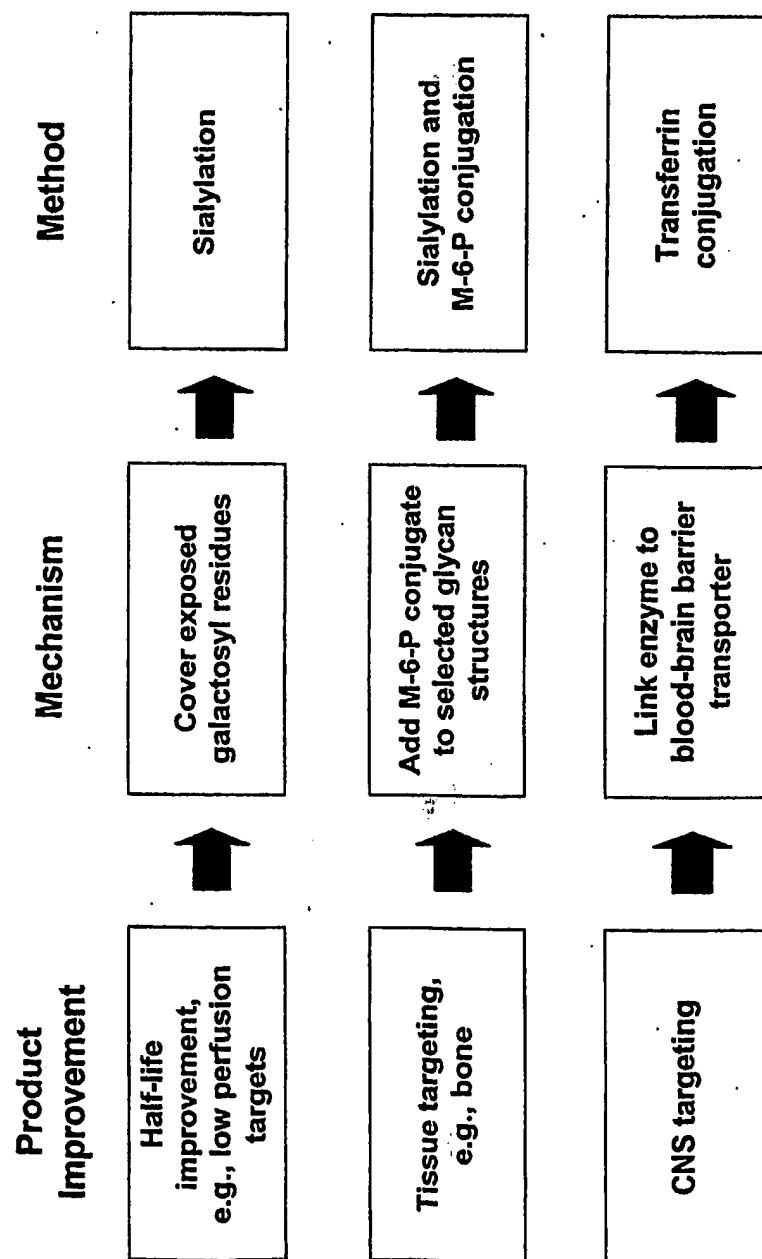 Product
Improvement
Mechanism
Method
Half-life
improvement,
e.g., low perfusion
targets
Cover exposed
galactosyl residues
Sialylation
Tissue targeting,
e.g., bone
Add M-6-P conjugate
to selected glycan
structures
Sialylation and
M-6-P conjugation
CNS targeting
Link enzyme to
blood-brain barrier
transporter
Transferrin
conjugation